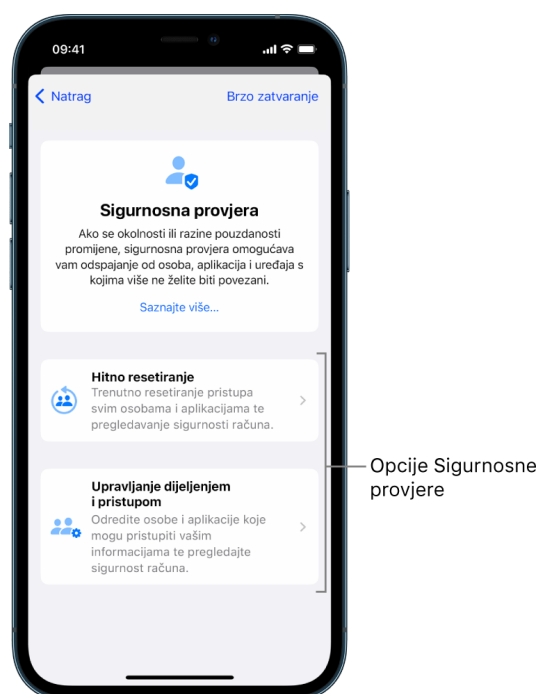 09:41
Natrag
Brzo zatvaranje
Sigurnosna provjera
Ako se okolnosti ili razine pouzdanosti
promijene, sigurnosna provjera omogućava
vam odspajanje od osoba, aplikacija i uređaja s
kojima više ne želite biti povezani.
Saznajte više...
Hitno resetiranje
Trenutno resetiranje pristupa
svim osobama i aplikacijama te
pregledavanje sigurnosti računa.
Upravljanje dijeljenjem
i pristupom
Odredite osobe i aplikacije koje
mogu pristupiti vašim
informacijama te pregledajte
sigurnost računa.
Opcije Sigurnosne
provjere